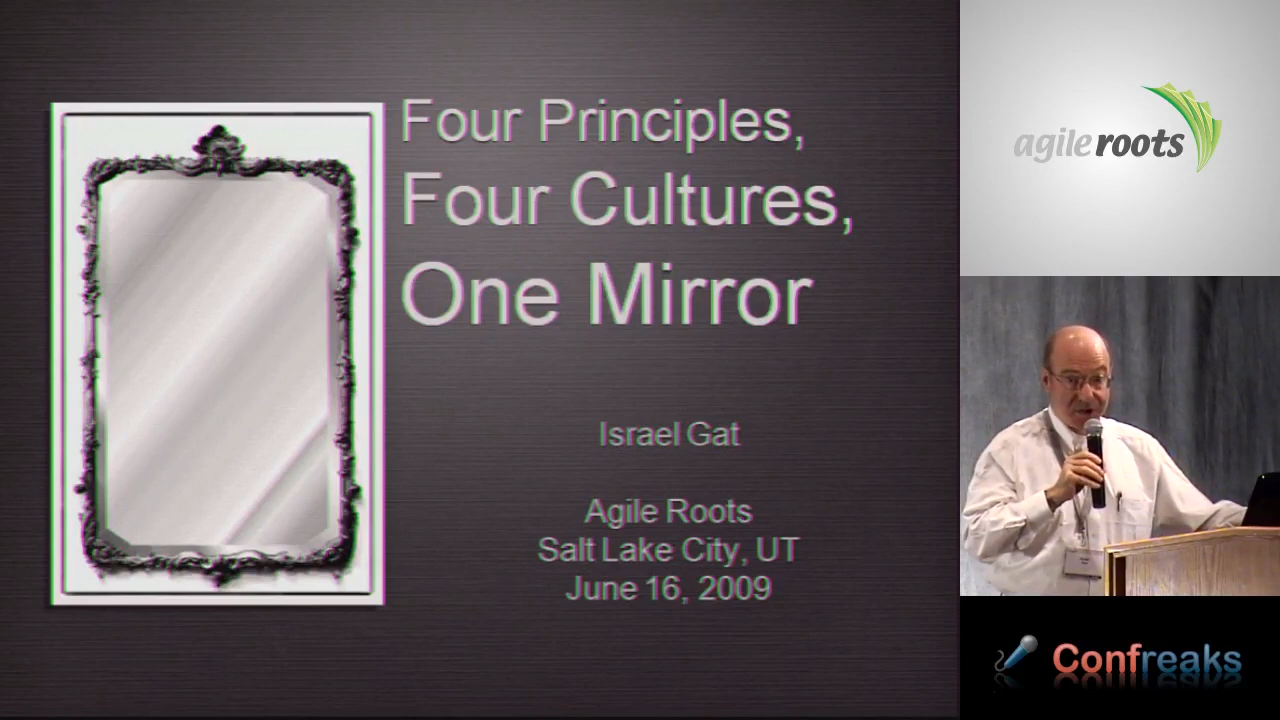 Four Principles,
Four Cultures,
One Mirror
Israel Gat
Agile Roots
Salt Lake City, UT
June 16, 2009
agile roots
Confreaks